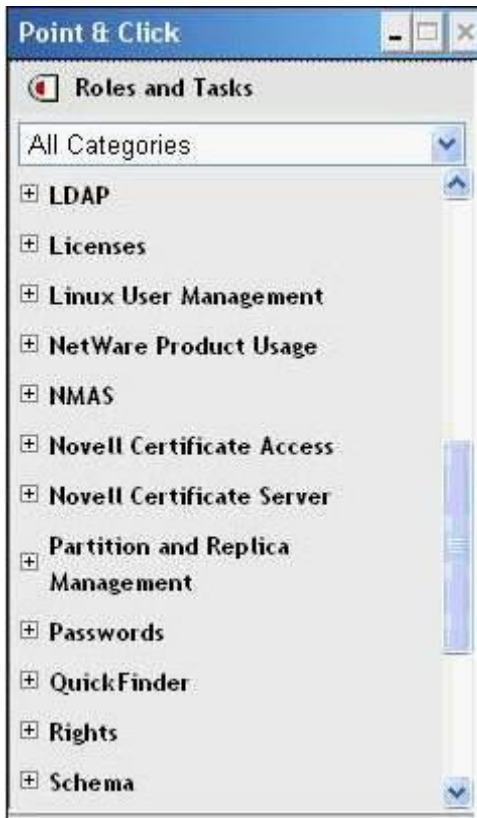 Point & Click
Roles and Tasks
All Categories
LDAP
Licenses
Linux User Management
NetWare Product Usage
NMAS
Novell Certificate Access
Novell Certificate Server
Partition and Replica
Management
Passwords
QuickFinder
Rights
Schema